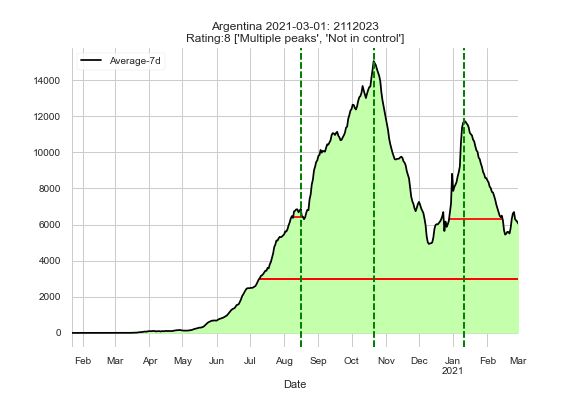 Argentina 2021-03-01: 2112023
Rating:8 ['Multiple peaks', 'Not in control']
Average-7d
14000
12000
10000
8000
6000
4000
2000
0
Feb Mar Apr May Jun Jul Aug Sep Oct Nov Dec Jan Feb Mar
2021
Date